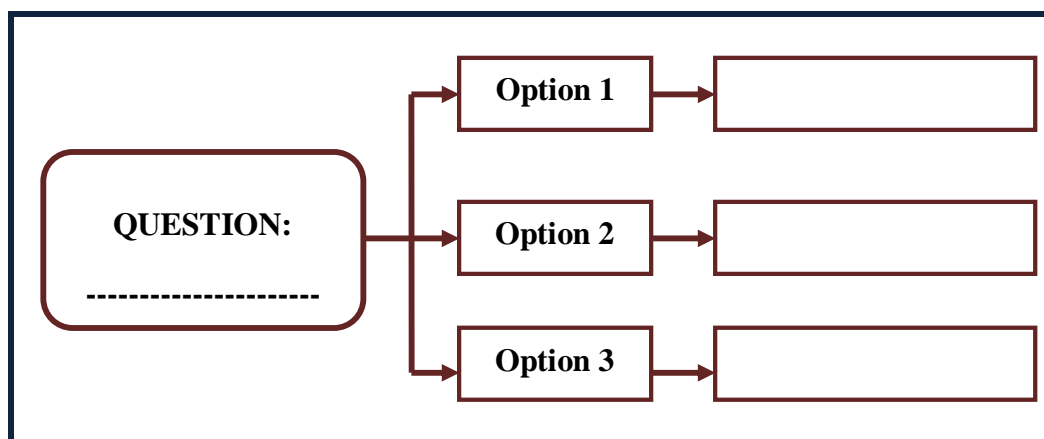 Option 1
QUESTION:
----------------------
Option 2
Option 3